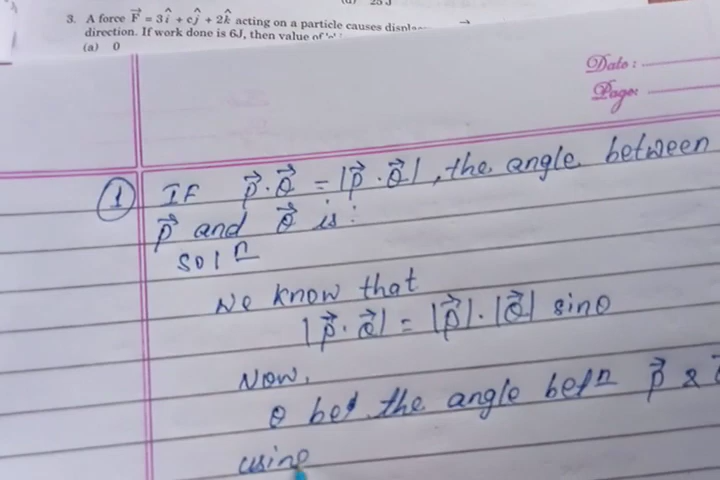 3. A force F⃗ = 3î + cĵ + 2k̂ acting on a particle causes
direction. If work done is 6J, then value of
(a) 0
Date :
Page:
① IF P⃗ . Q⃗ = |P⃗ . Q⃗| , the angle between
P⃗ and Q⃗ is :
solⁿ
We know that
|P⃗ . Q⃗| = |P⃗| . |Q⃗| sinθ
Now,
θ be the angle betⁿ P⃗ &
using